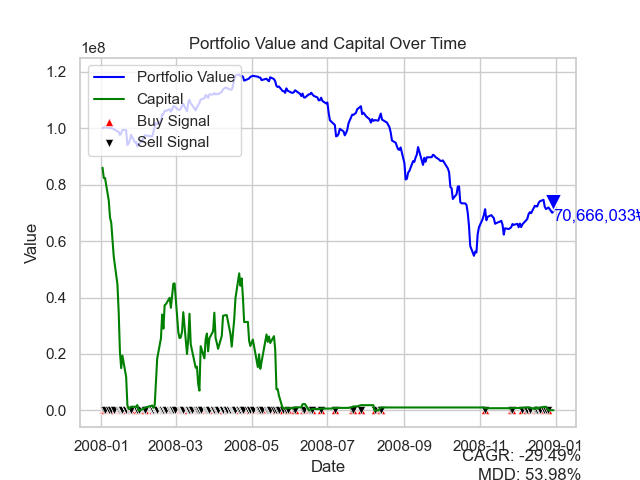 Portfolio Value and Capital Over Time
1e8
Portfolio Value
Capital
Buy Signal
Sell Signal
1.2
1.0
0.8
0.6
0.4
0.2
0.0
Value
70,666,033₩
2008-01 2008-03 2008-05 2008-07 2008-09 2008-11 2009-01
Date
CAGR: -29.49%
MDD: 53.98%